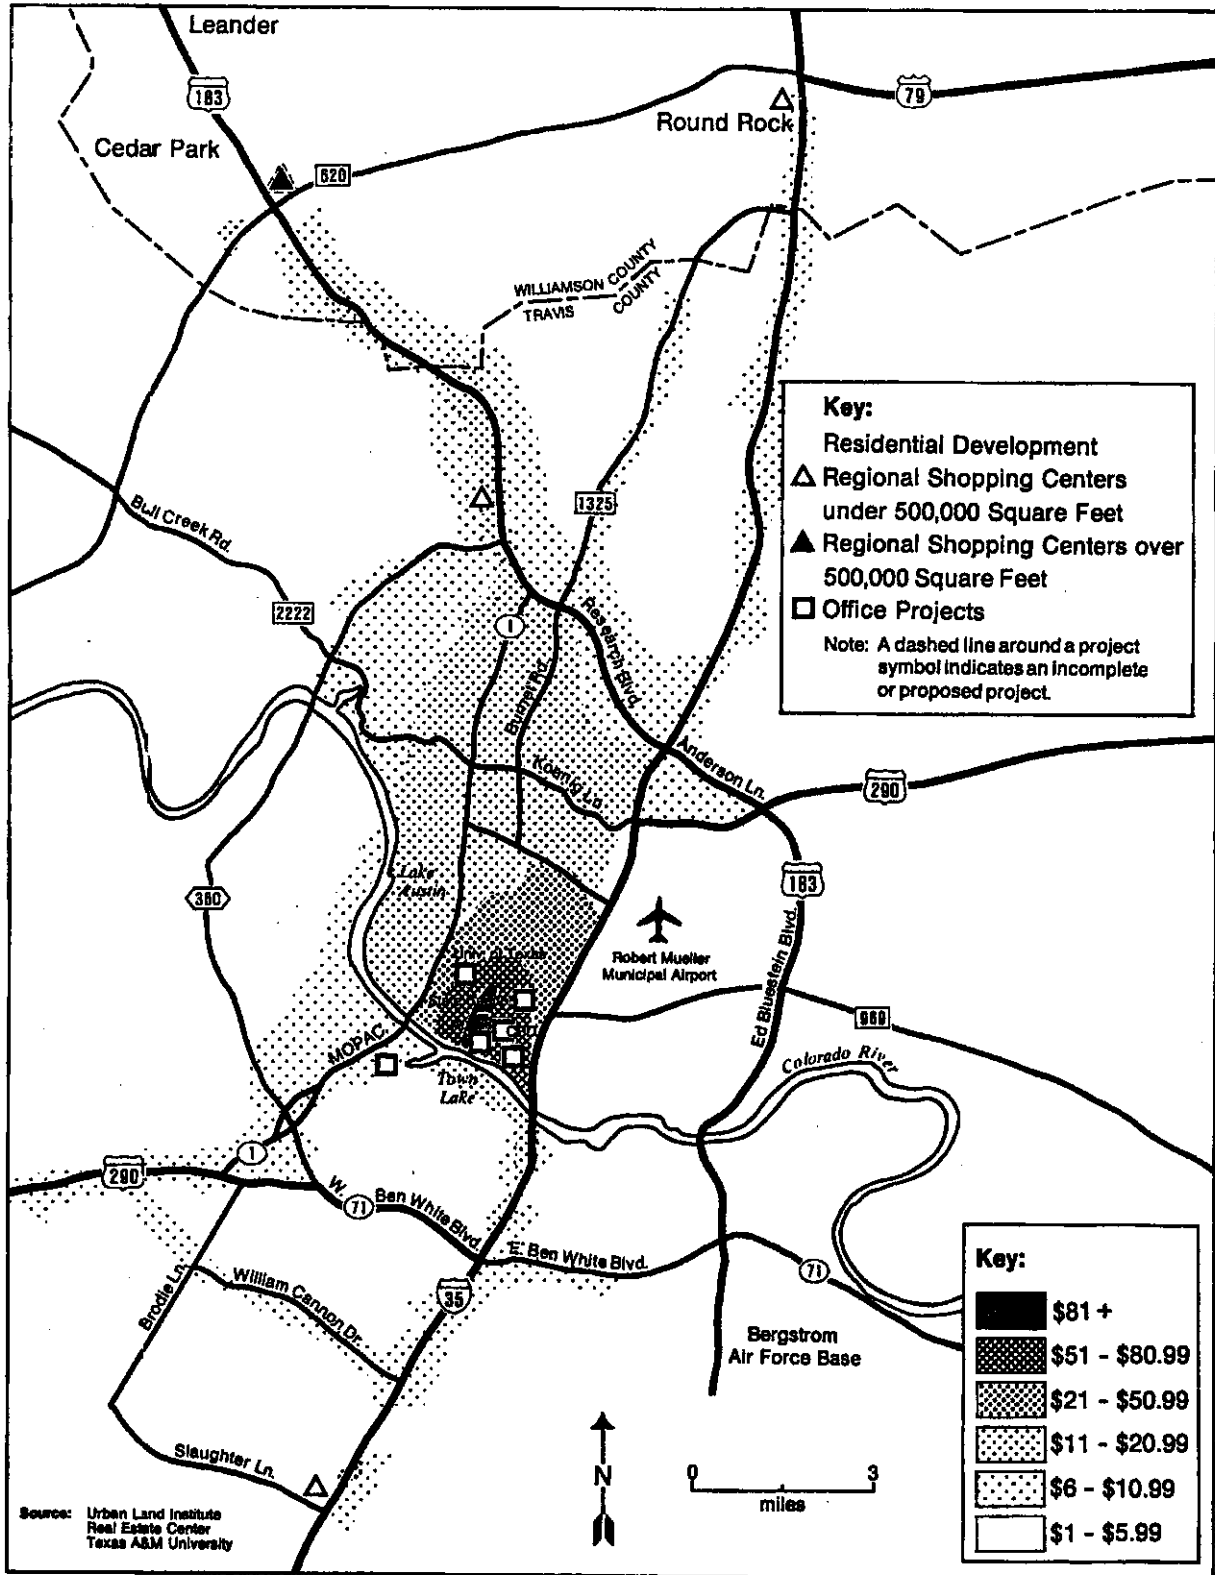 Leander
183
79
Round Rock
Cedar Park
620
WILLIAMSON COUNTY
TRAVIS COUNTY
Key:
Residential Development
Regional Shopping Centers
under 500,000 Square Feet
Regional Shopping Centers over
500,000 Square Feet
Office Projects
Note: A dashed line around a project
symbol indicates an incomplete
or proposed project.
Bull Creek Rd.
1325
2222
1
Research Blvd.
Burnet Rd.
Anderson Ln.
Koenig Ln.
290
183
Lake
Austin
360
Robert Mueller
Municipal Airport
Ed Bluestein Blvd.
Univ. of Texas
969
MOPAC
Colorado River
Town
Lake
1
290
W. Ben White Blvd.
71
E. Ben White Blvd.
71
Brodie Ln.
William Cannon Dr.
35
Bergstrom
Air Force Base
Key:
$81 +
$51 - $80.99
$21 - $50.99
$11 - $20.99
$6 - $10.99
$1 - $5.99
Slaughter Ln.
N
0 3
miles
Source: Urban Land Institute
Real Estate Center
Texas A&M University